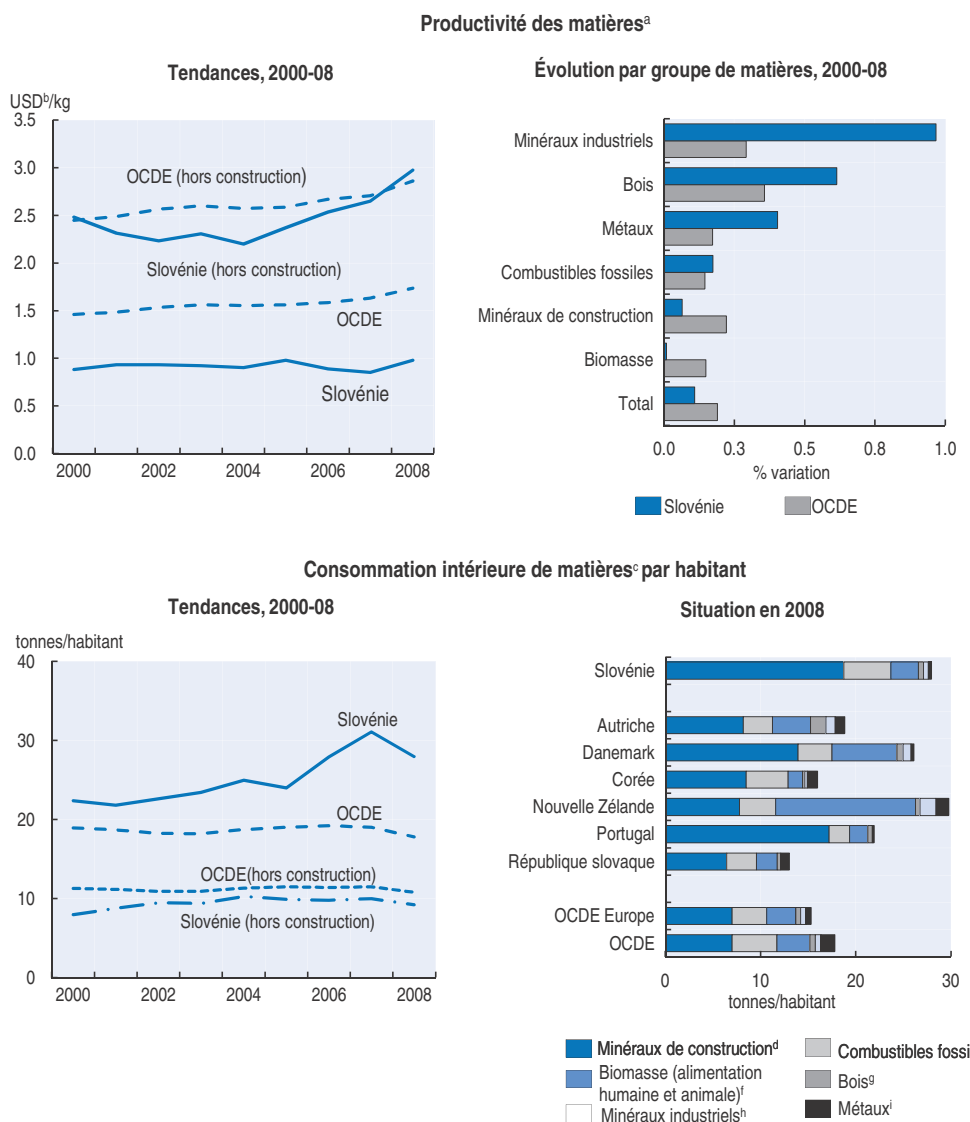 Productivité des matièresᵃ
Tendances, 2000-08
USDᵇ/kg
3.5
3.0
2.5
2.0
1.5
1.0
0.5
0.0
OCDE (hors construction)
Slovénie (hors construction)
OCDE
Slovénie
2000 2002 2004 2006 2008
Évolution par groupe de matières, 2000-08
Minéraux industriels
Bois
Métaux
Combustibles fossiles
Minéraux de construction
Biomasse
Total
0.0 0.3 0.5 0.8 1.0
% variation
Slovénie OCDE
Consommation intérieure de matièresᶜ par habitant
Tendances, 2000-08
tonnes/habitant
40
30
20
10
0
Slovénie
OCDE
OCDE(hors construction)
Slovénie (hors construction)
2000 2002 2004 2006 2008
Situation en 2008
Slovénie
Autriche
Danemark
Corée
Nouvelle Zélande
Portugal
République slovaque
OCDE Europe
OCDE
0 10 20 30
tonnes/habitant
Minéraux de constructionᵈ
Combustibles fossi
Biomasse (alimentation
humaine et animale)ᶠ
Boisᵍ
Minéraux industrielsʰ
Métauxⁱ